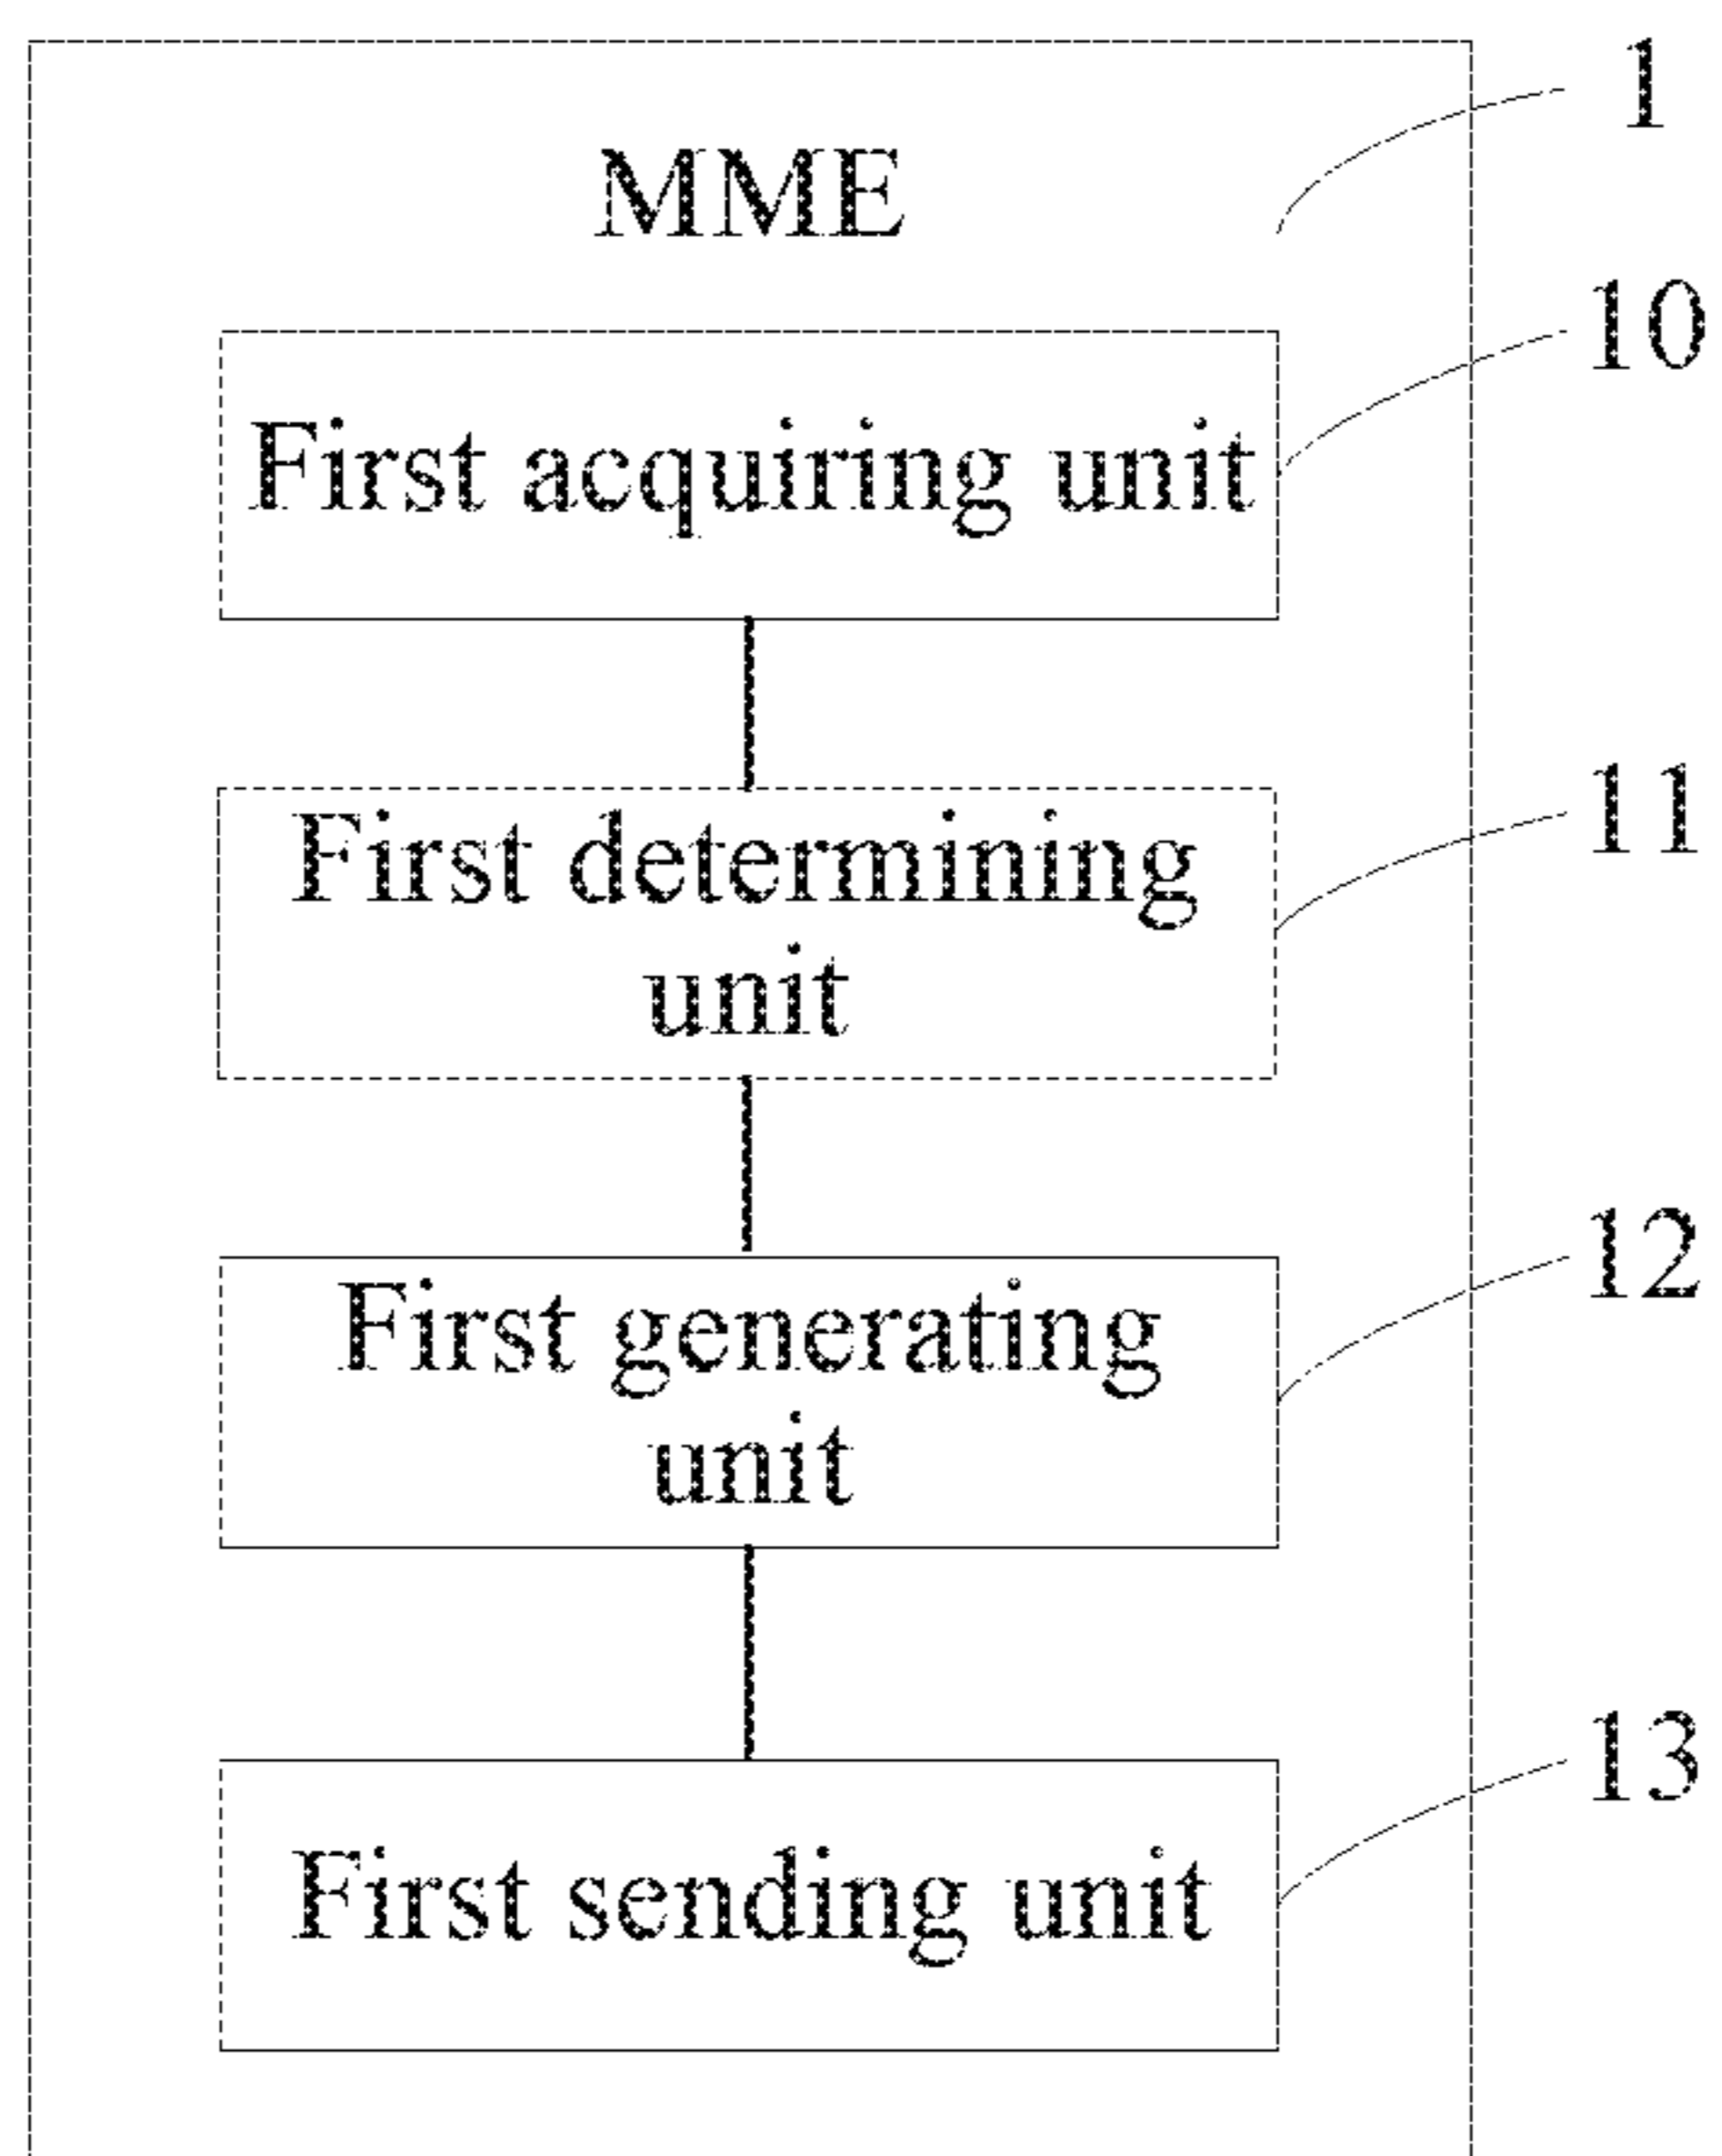 1
MME
10
First acquiring unit
11
First determining
unit
12
First generating
unit
13
First sending unit